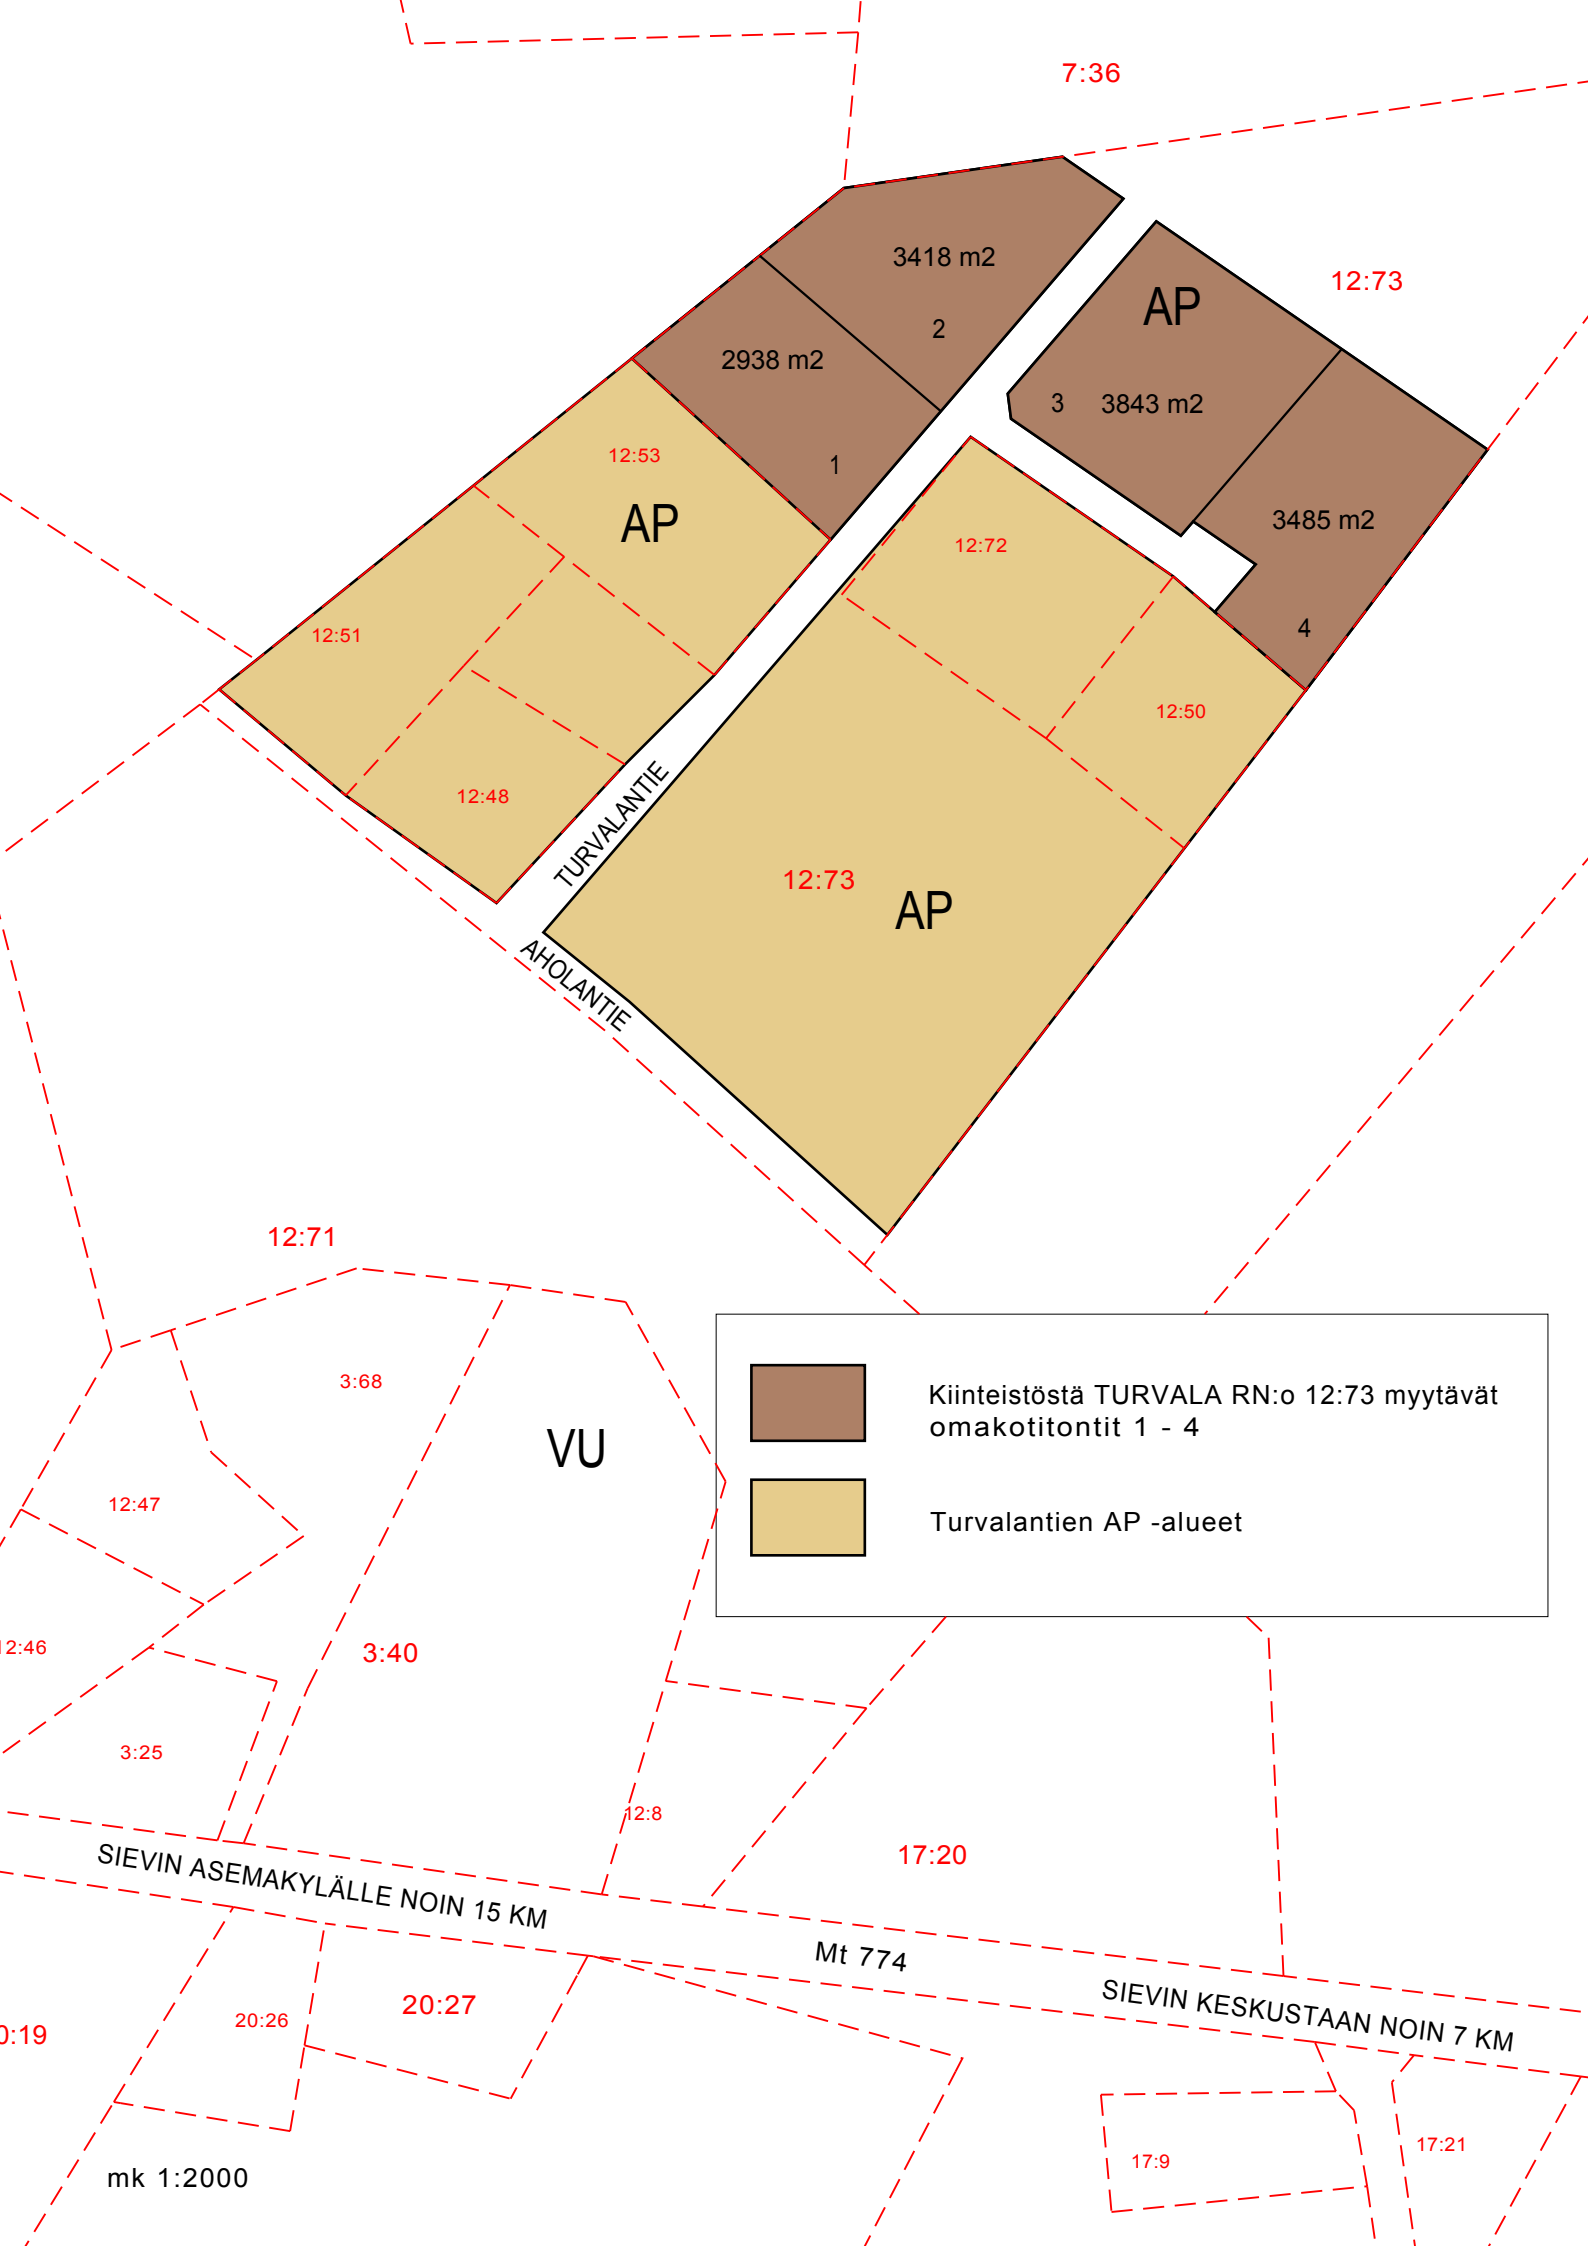 7:36
3418 m2
12:73
AP
2
2938 m2
3
3843 m2
12:53
1
AP
3485 m2
12:72
12:51
4
12:50
12:48
TURVALANTIE
12:73
AP
AHOLANTIE
12:71
3:68
Kiinteistöstä TURVALA RN:o 12:73 myytävät
omakotitontit 1 - 4
VU
12:47
Turvalantien AP -alueet
12:46
3:40
3:25
12:8
17:20
SIEVIN ASEMAKYLÄLLE NOIN 15 KM
Mt 774
SIEVIN KESKUSTAAN NOIN 7 KM
20:27
20:26
0:19
17:21
17:9
mk 1:2000